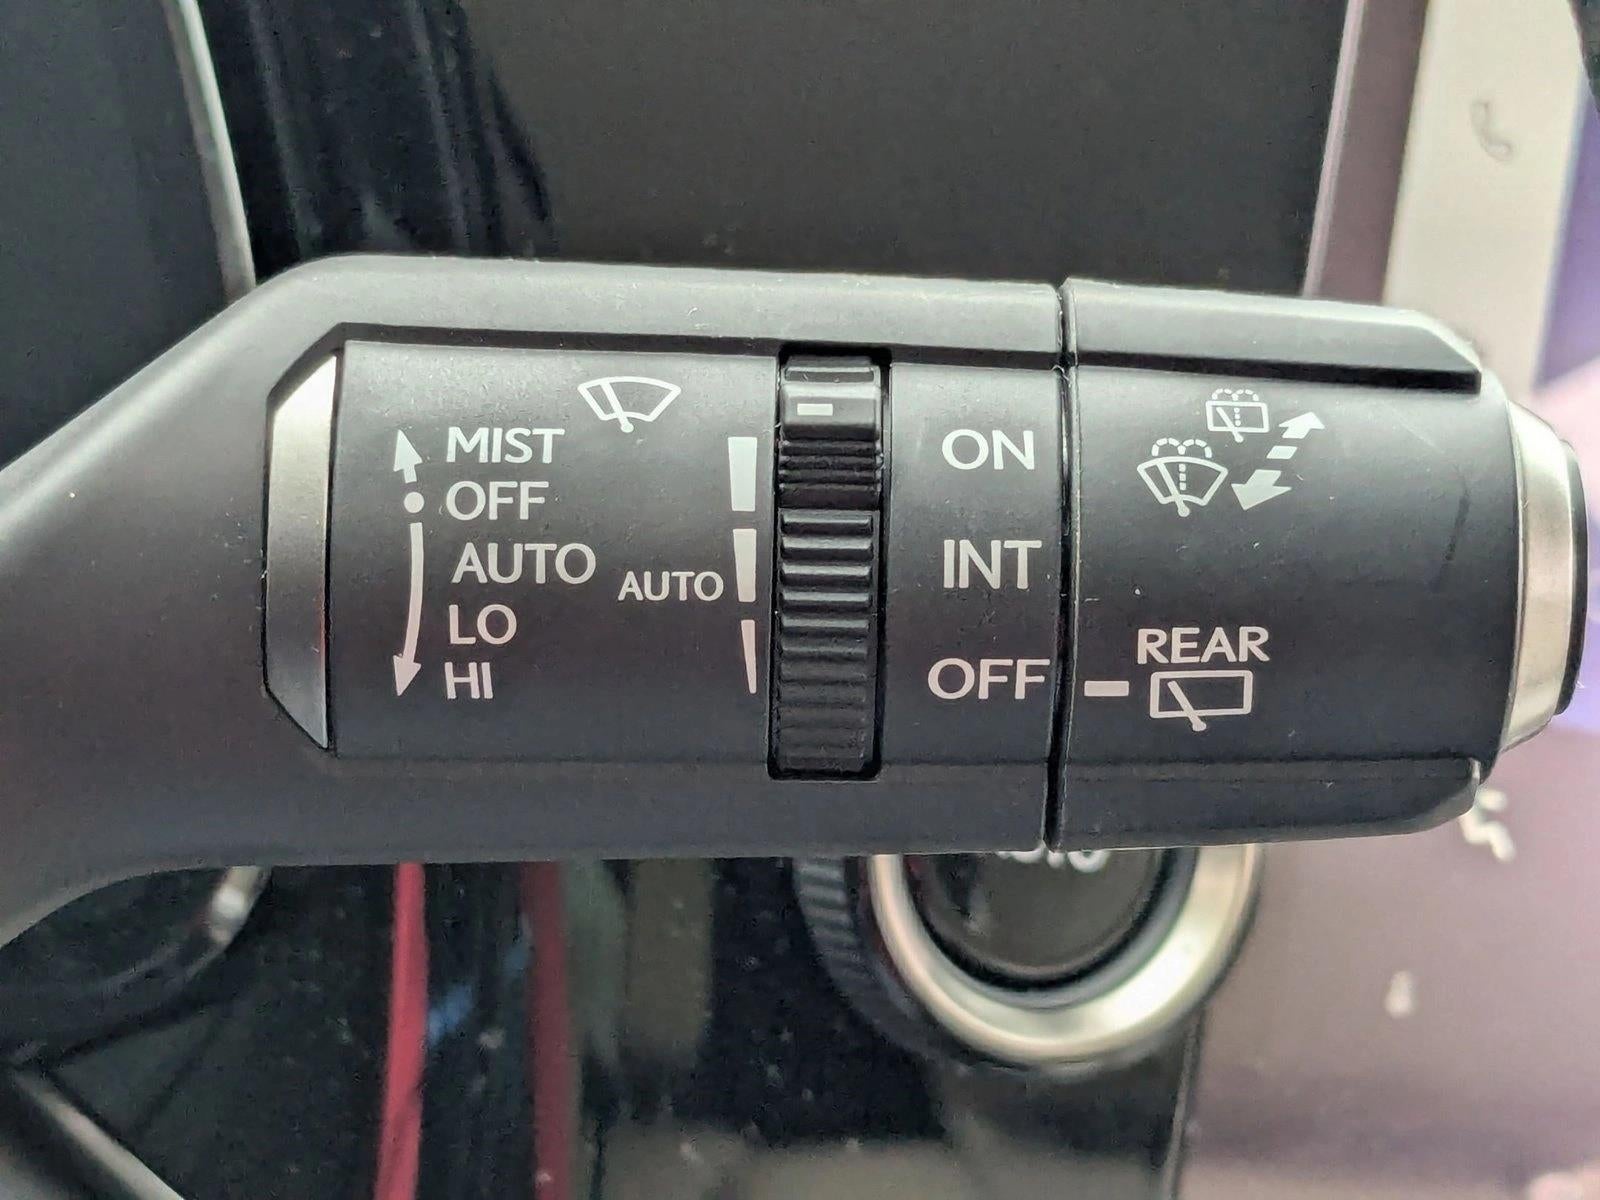 MIST
OFF
AUTO
LO
HI
AUTO
ON
INT
OFF
REAR